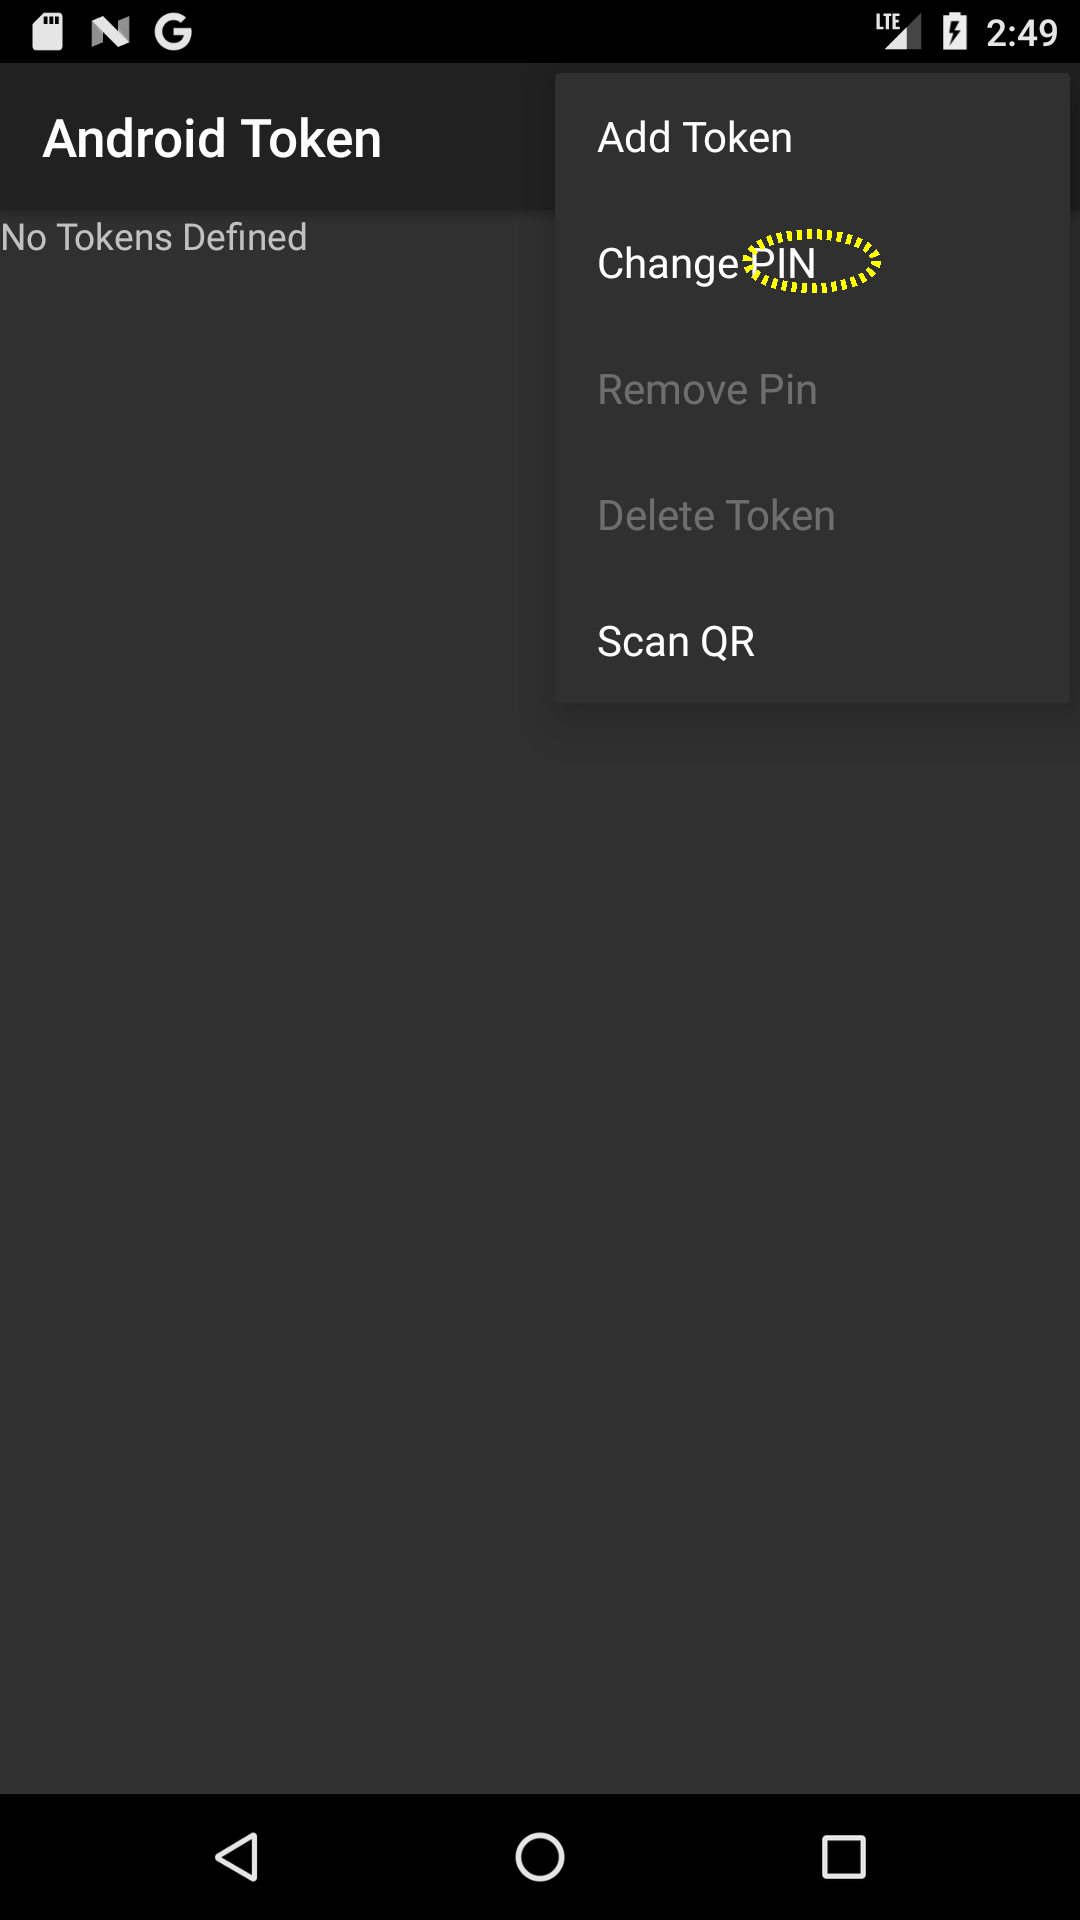 LTE 2:49
Android Token
No Tokens Defined
Add Token
Change PIN
Remove Pin
Delete Token
Scan QR